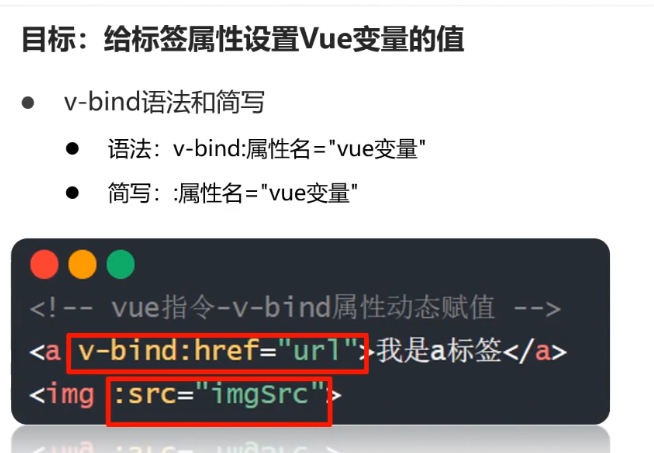 目标：给标签属性设置Vue变量的值
v-bind语法和简写
语法：v-bind:属性名="vue变量"
简写：:属性名="vue变量"
<!-- vue指令-v-bind属性动态赋值 -->
<a v-bind:href="url">我是a标签</a>
<img :src="imgSrc">